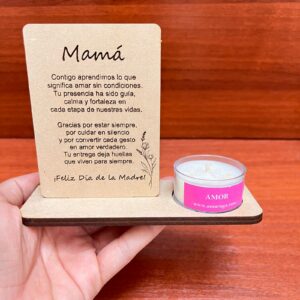 Mamá
Contigo aprendimos lo que
significa amar sin condiciones.
Tu presencia ha sido guía,
calma y fortaleza en
cada etapa de nuestras vidas.
Gracias por estar siempre,
por cuidar en silencio
y por convertir cada gesto
en amor verdadero.
Tu entrega deja huellas
que viven para siempre.
¡Feliz Día de la Madre!
AMOR